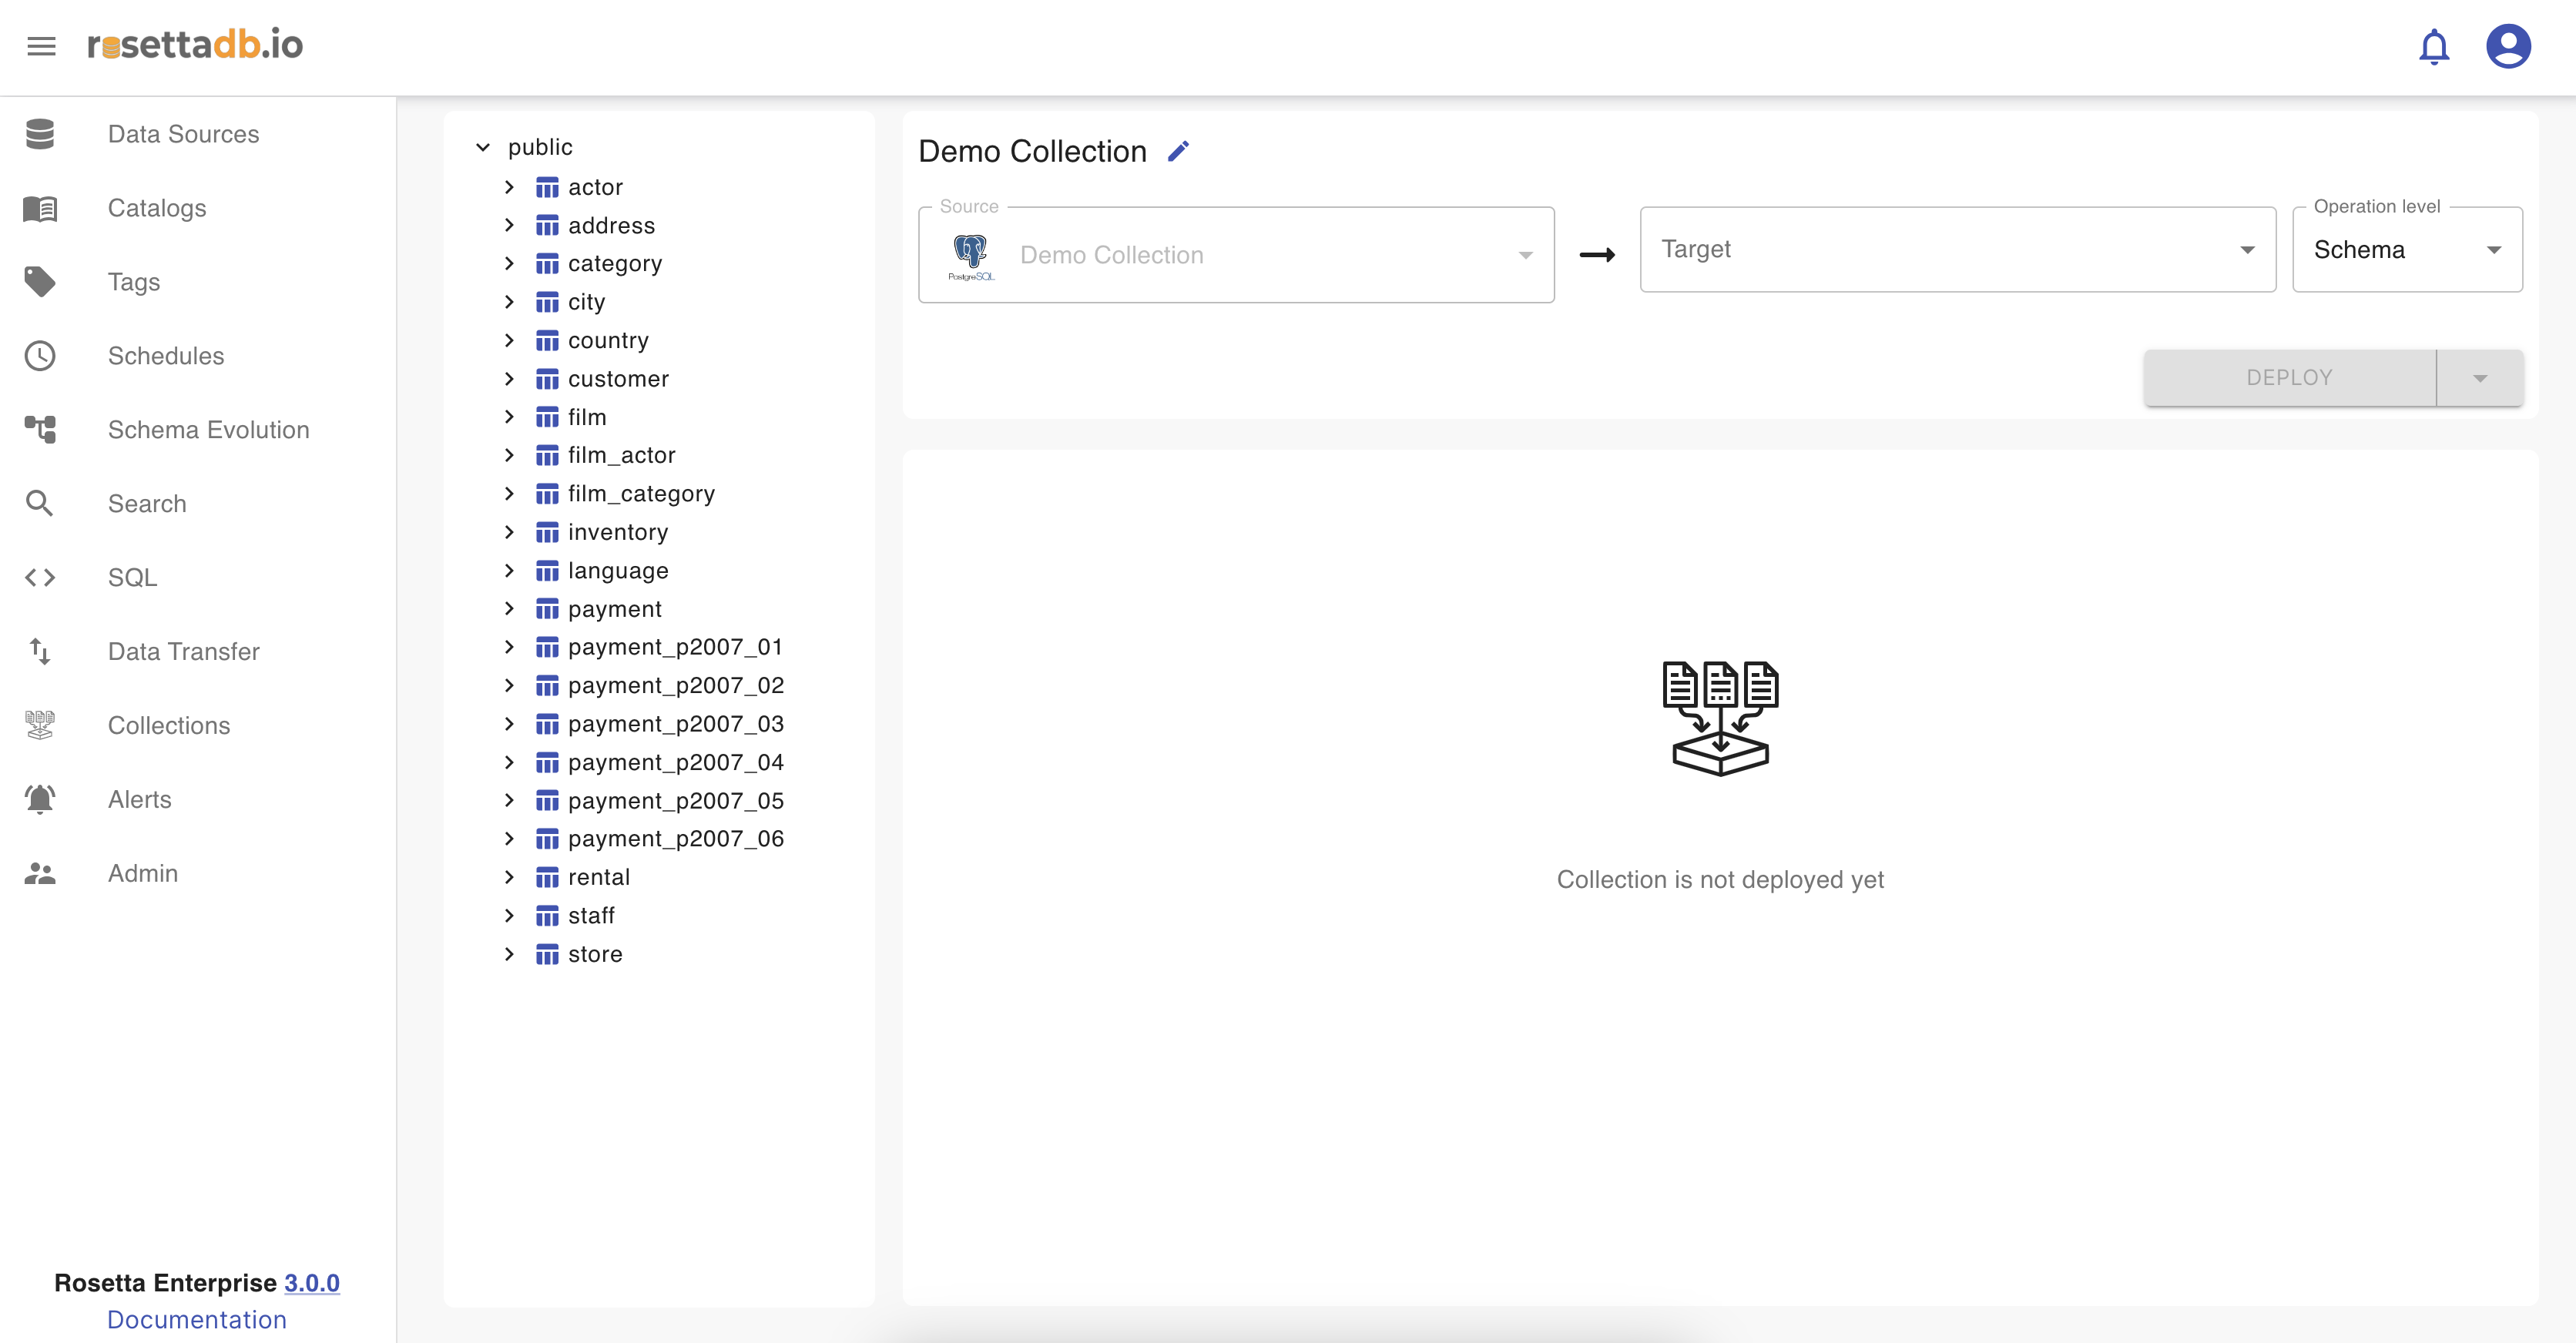 rosettadb.io
Data Sources
Catalogs
Tags
Schedules
Schema Evolution
Search
SQL
Data Transfer
Collections
Alerts
Admin
Rosetta Enterprise 3.0.0
Documentation
public
actor
address
category
city
country
customer
film
film_actor
film_category
inventory
language
payment
payment_p2007_01
payment_p2007_02
payment_p2007_03
payment_p2007_04
payment_p2007_05
payment_p2007_06
rental
staff
store
Demo Collection
Source
PostgreSQL
Demo Collection
Target
Operation level
Schema
DEPLOY
Collection is not deployed yet